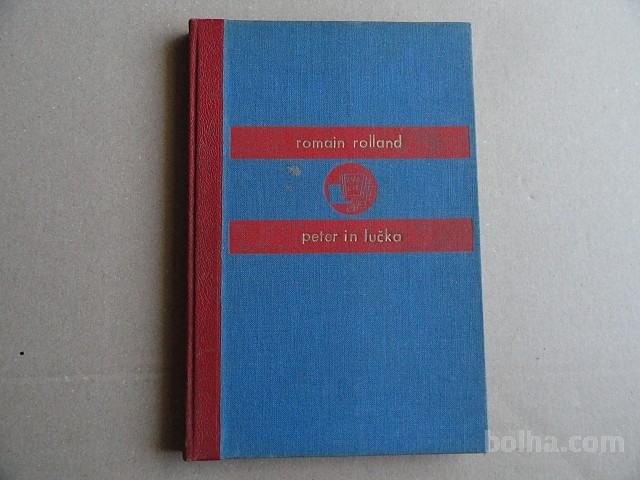 romain rolland
peter in lučka
bolha.com